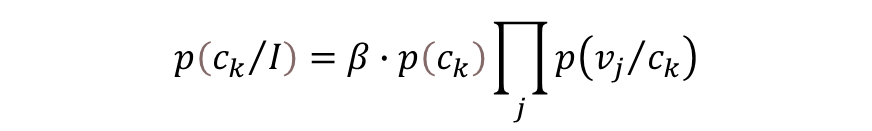 p(c_k/I) = β · p(c_k) ∏_j p(v_j/c_k)